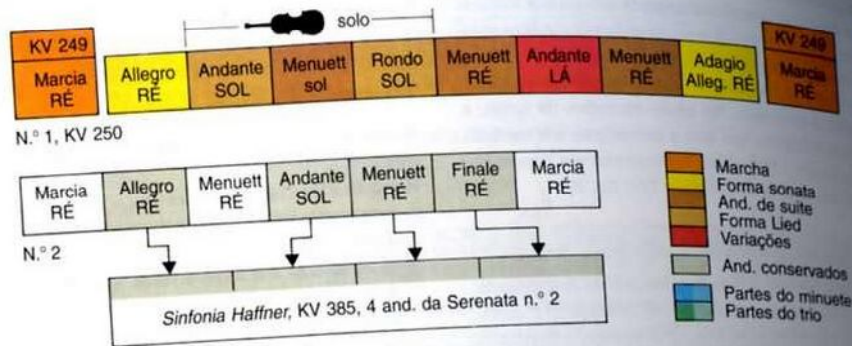 solo
KV 249
Marcia
RÉ
Allegro
RÉ
Andante
SOL
Menuett
sol
Rondo
SOL
Menuett
RÉ
Andante
LÁ
Menuett
RÉ
Adagio
Alleg. RÉ
KV 249
Marcia
RÉ
N.º 1, KV 250
Marcia
RÉ
Allegro
RÉ
Menuett
RÉ
Andante
SOL
Menuett
RÉ
Finale
RÉ
Marcia
RÉ
N.º 2
Sinfonia Haffner, KV 385, 4 and. da Serenata n.º 2
Marcha
Forma sonata
And. de suite
Forma Lied
Variações
And. conservados
Partes do minuete
Partes do trio